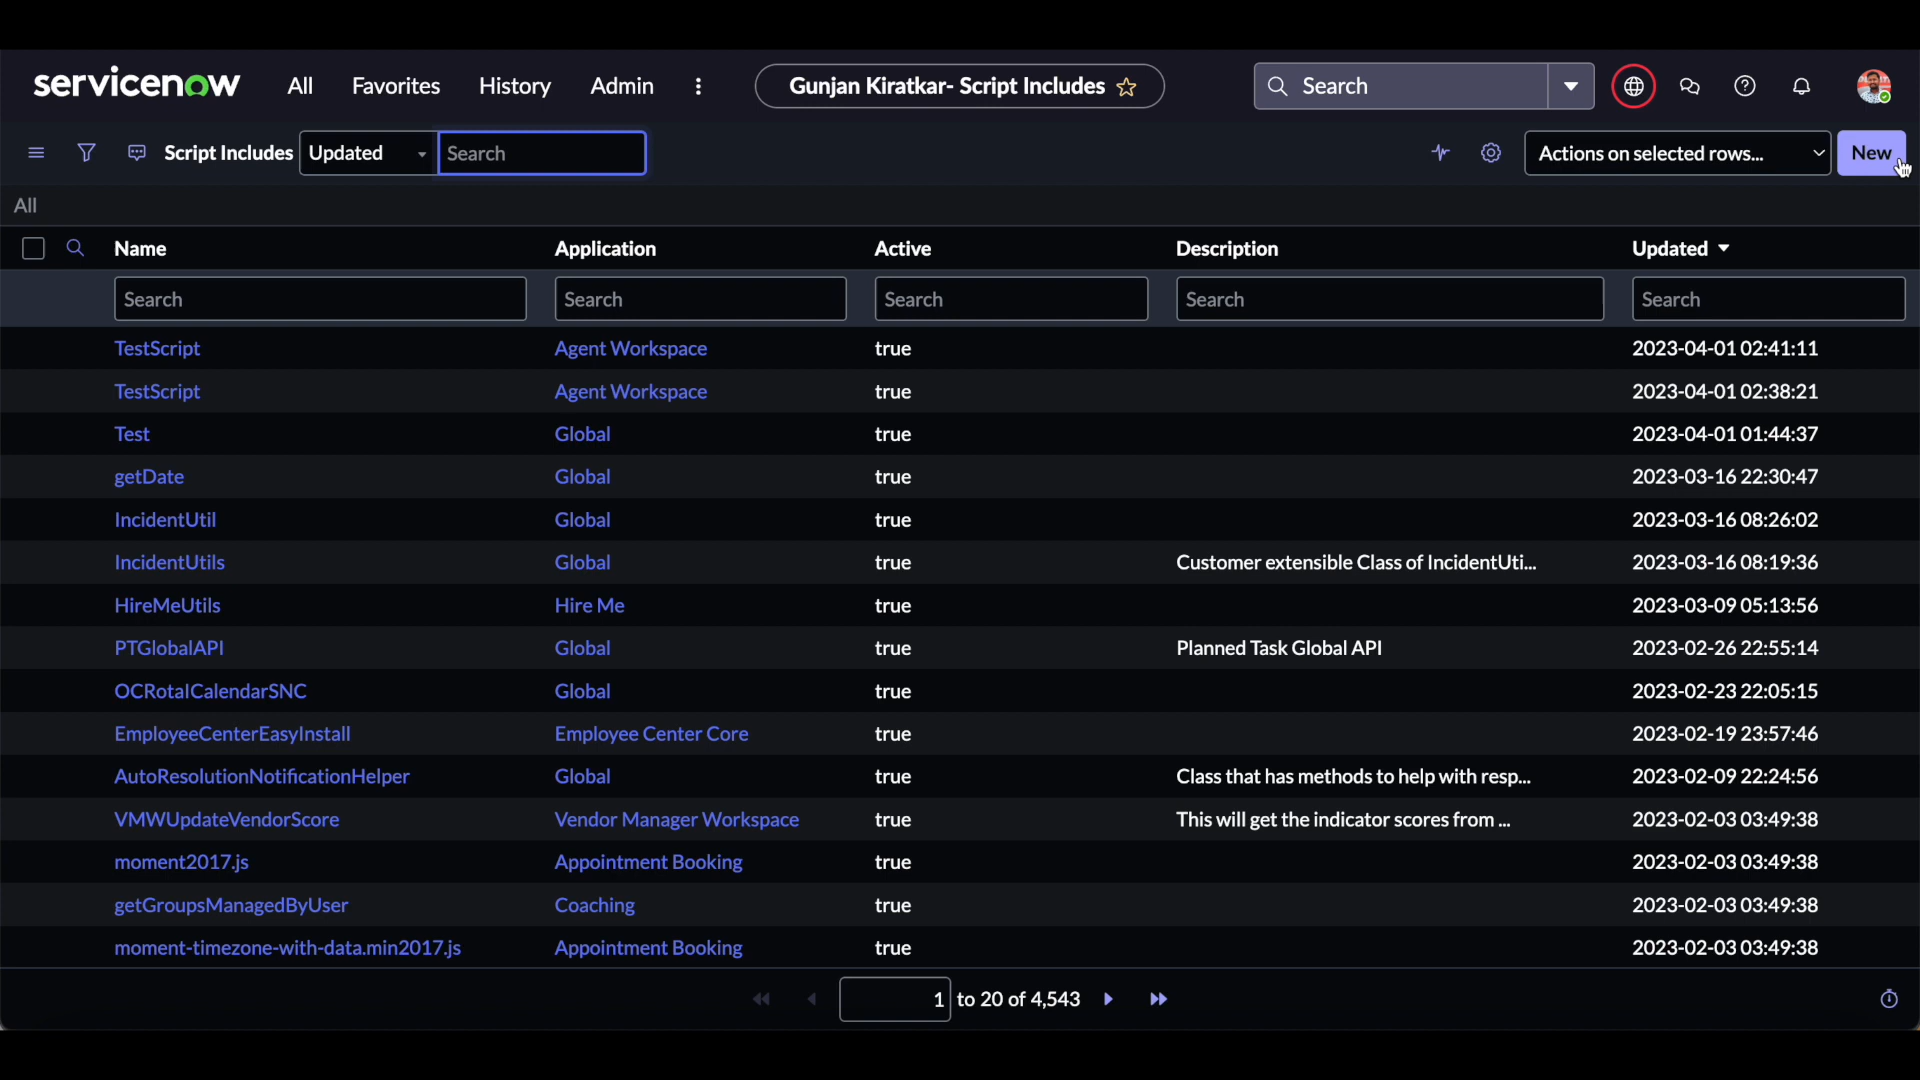 servicenow All Favorites History Admin Gunjan Kiratkar- Script Includes Search
Script Includes Updated Search Actions on selected rows... New
All
Name Application Active Description Updated
Search Search Search Search Search
TestScript Agent Workspace true 2023-04-01 02:41:11
TestScript Agent Workspace true 2023-04-01 02:38:21
Test Global true 2023-04-01 01:44:37
getDate Global true 2023-03-16 22:30:47
IncidentUtil Global true 2023-03-16 08:26:02
IncidentUtils Global true Customer extensible Class of IncidentUti... 2023-03-16 08:19:36
HireMeUtils Hire Me true 2023-03-09 05:13:56
PTGlobalAPI Global true Planned Task Global API 2023-02-26 22:55:14
OCRotalCalendarSNC Global true 2023-02-23 22:05:15
EmployeeCenterEasyInstall Employee Center Core true 2023-02-19 23:57:46
AutoResolutionNotificationHelper Global true Class that has methods to help with resp... 2023-02-09 22:24:56
VMWUpdateVendorScore Vendor Manager Workspace true This will get the indicator scores from ... 2023-02-03 03:49:38
moment2017.js Appointment Booking true 2023-02-03 03:49:38
getGroupsManagedByUser Coaching true 2023-02-03 03:49:38
moment-timezone-with-data.min2017.js Appointment Booking true 2023-02-03 03:49:38
1 to 20 of 4,543